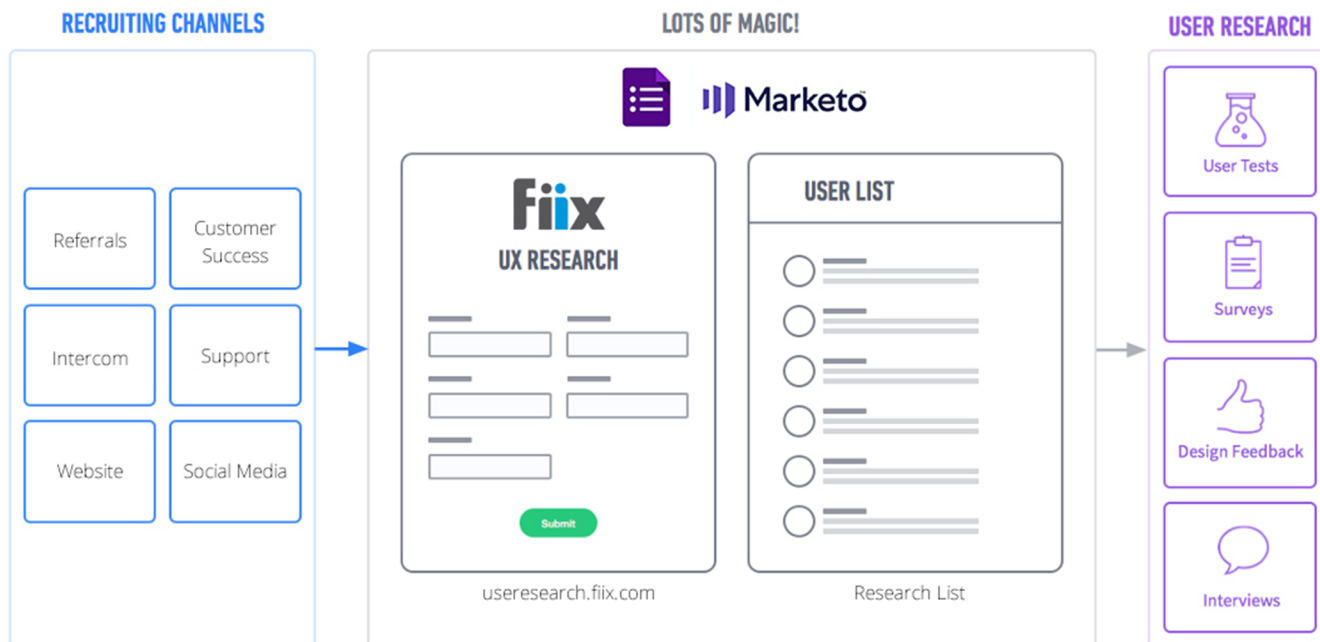 RECRUITING CHANNELS
Referrals
Customer
Success
Intercom
Support
Website
Social Media
LOTS OF MAGIC!
Marketo™
fiix
UX RESEARCH
Submit
useresearch.fiix.com
USER LIST
Research List
USER RESEARCH
User Tests
Surveys
Design Feedback
Interviews